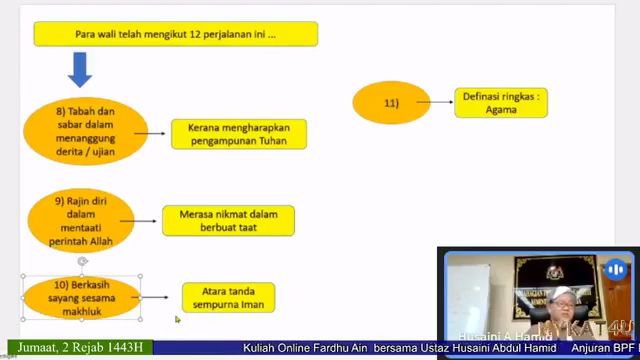 Para wali telah mengikut 12 perjalanan ini ...
8) Tabah dan
sabar dalam
menanggung
derita / ujian
Kerana mengharapkan
pengampunan Tuhan
9) Rajin diri
dalam
mentaati
perintah Allah
Merasa nikmat dalam
berbuat taat
10) Berkasih
sayang sesama
makhluk
Atara tanda
sempurna Iman
11)
Definasi ringkas :
Agama
Husaini A Hamid
YKAT4U
Jumaat, 2 Rejab 1443H
Kuliah Online Fardhu Ain bersama Ustaz Husaini Abdul Hamid
Anjuran BPF